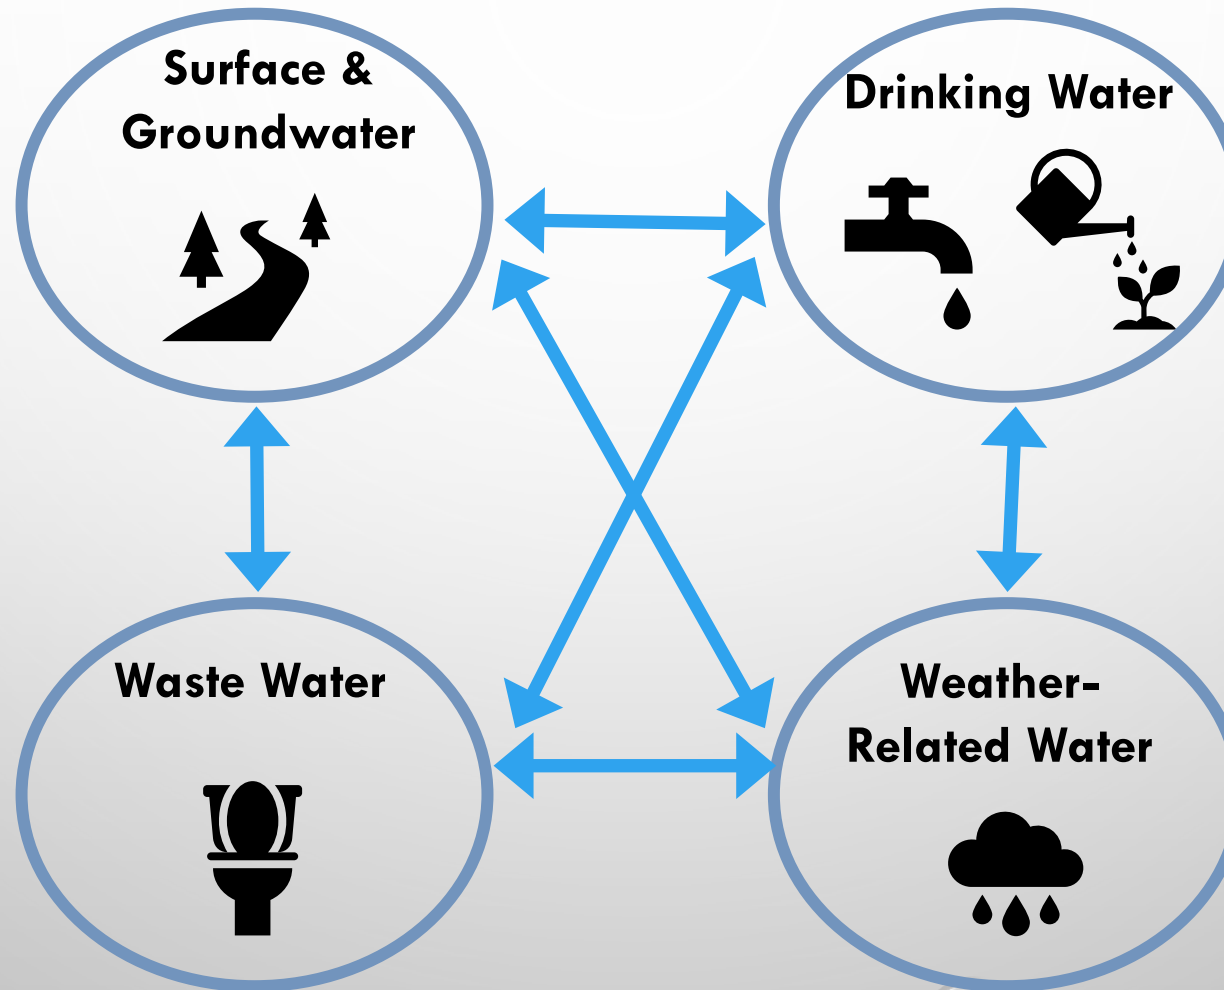 Surface &
Groundwater
Drinking Water
Waste Water
Weather-
Related Water